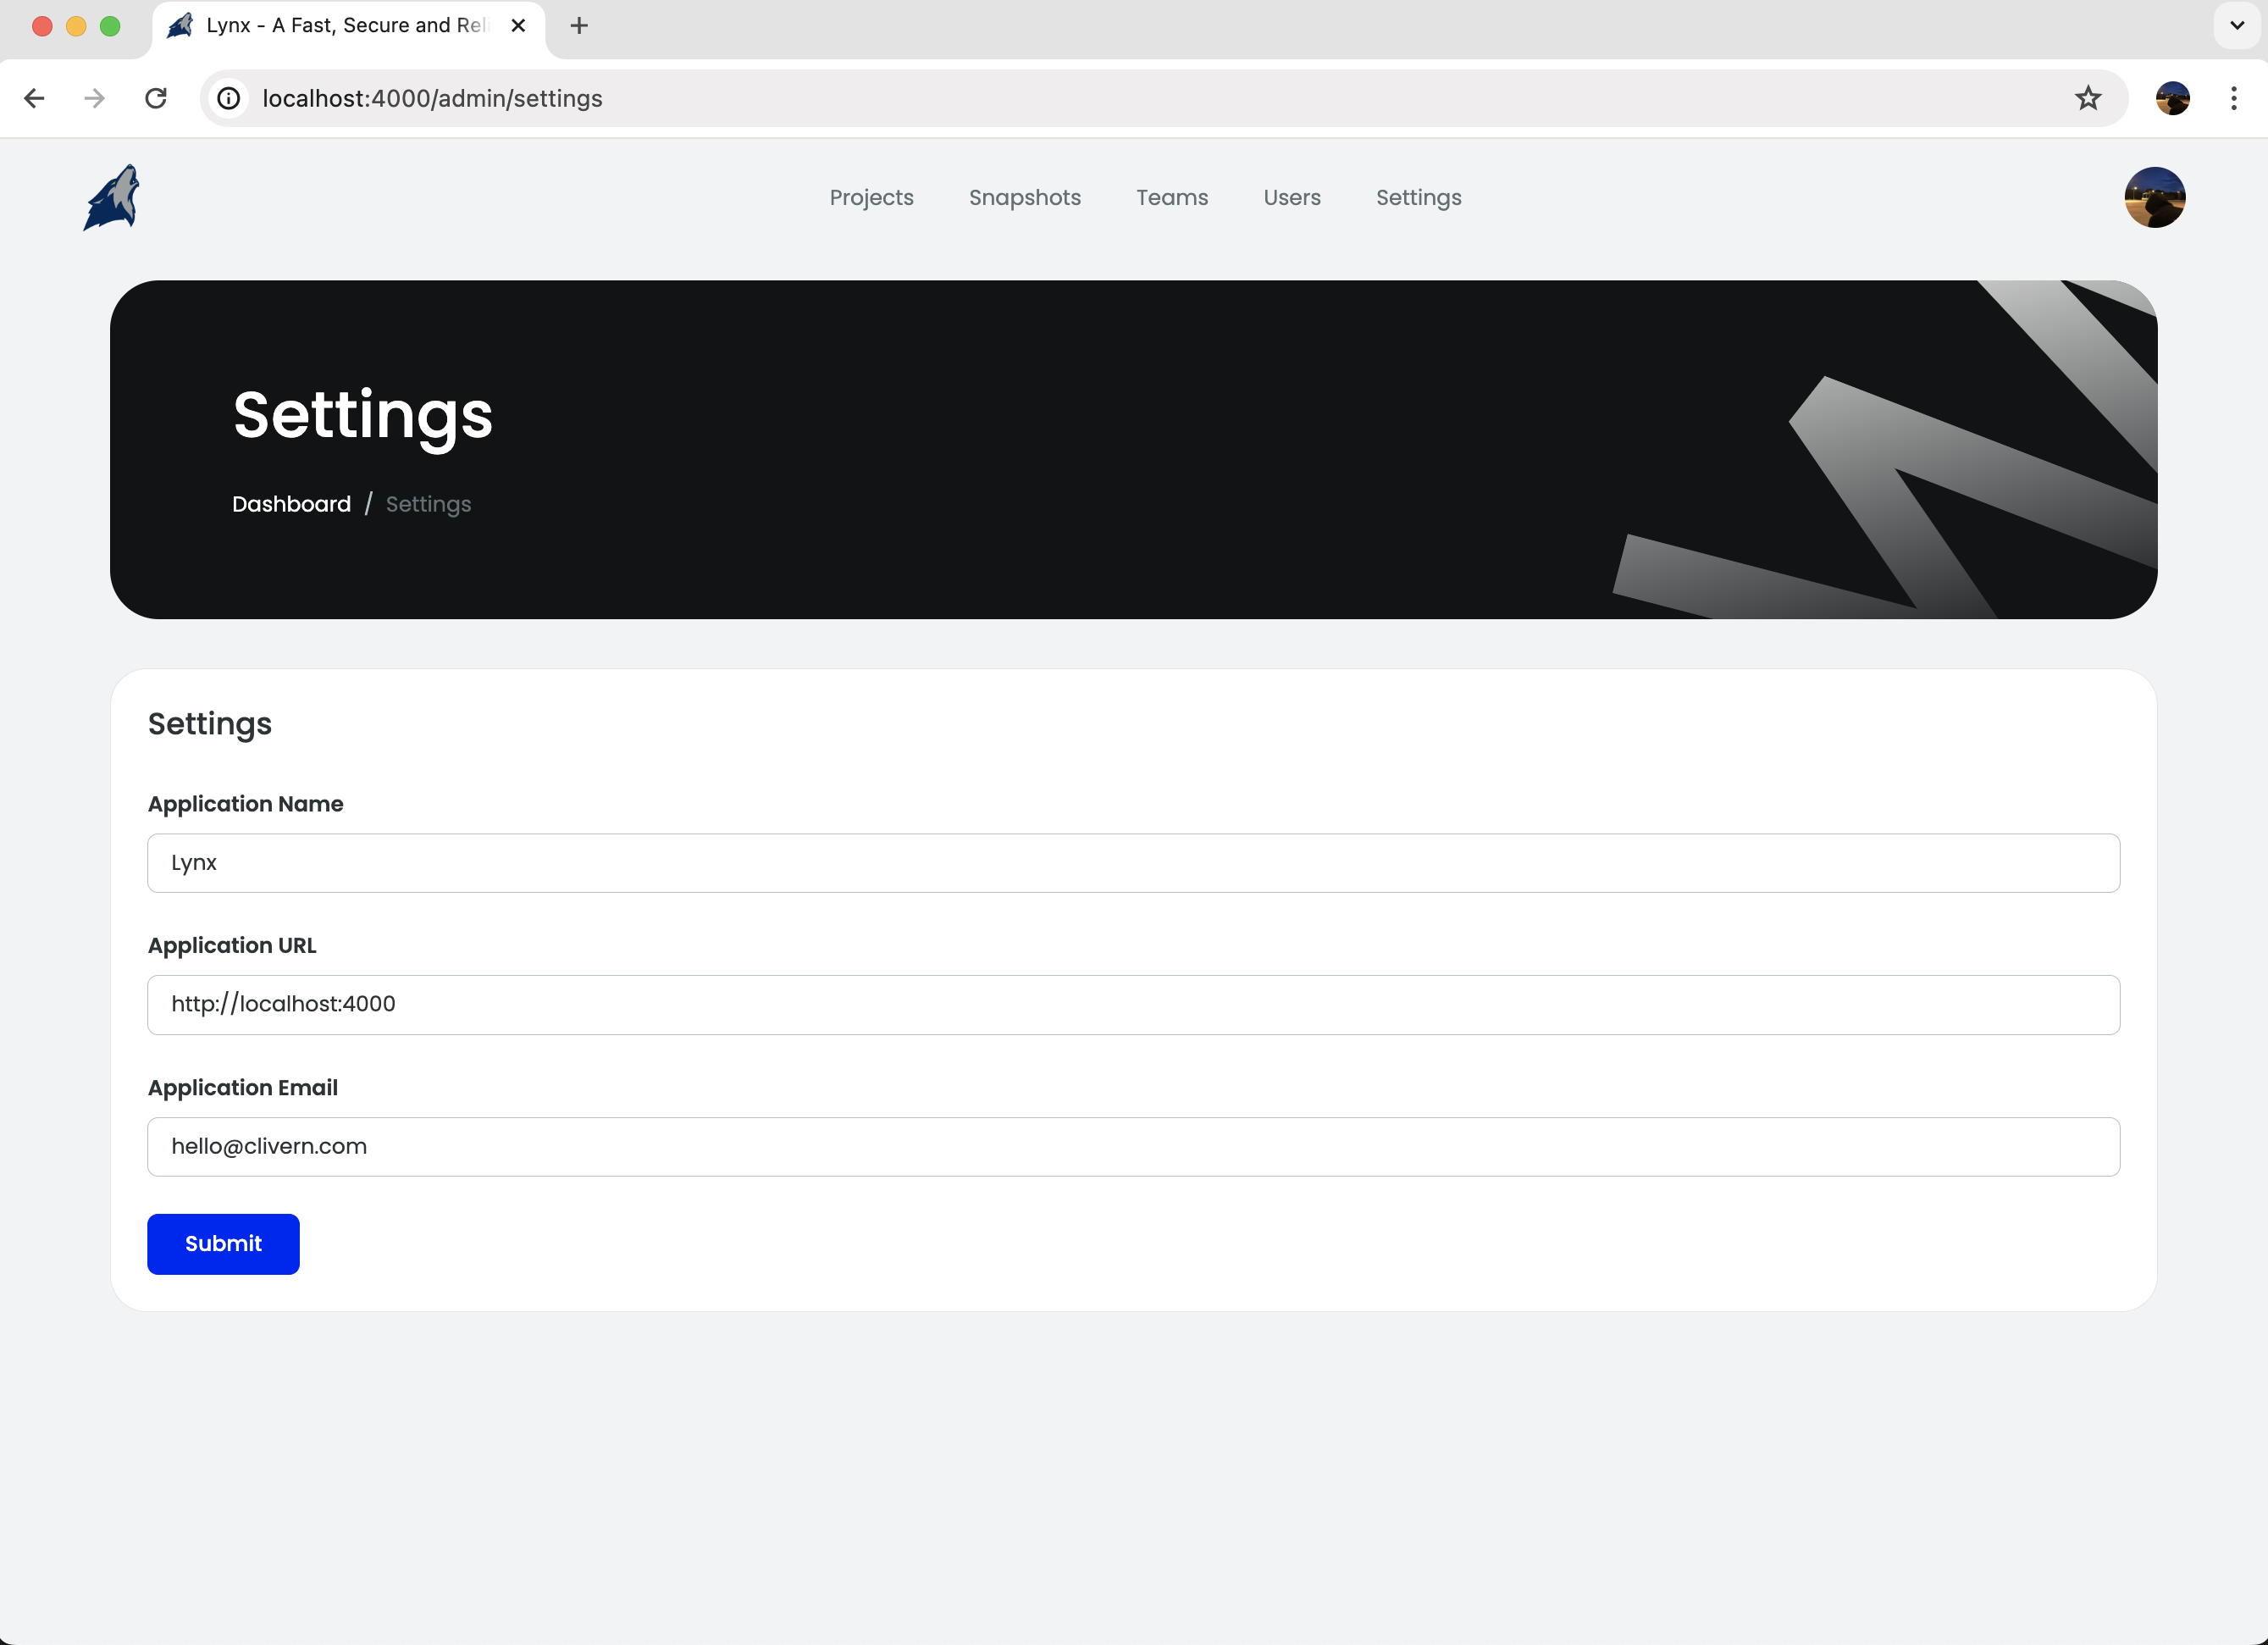 Lynx - A Fast, Secure and Rel
localhost:4000/admin/settings
Projects Snapshots Teams Users Settings
Settings
Dashboard / Settings
Settings
Application Name
Lynx
Application URL
http://localhost:4000
Application Email
hello@clivern.com
Submit